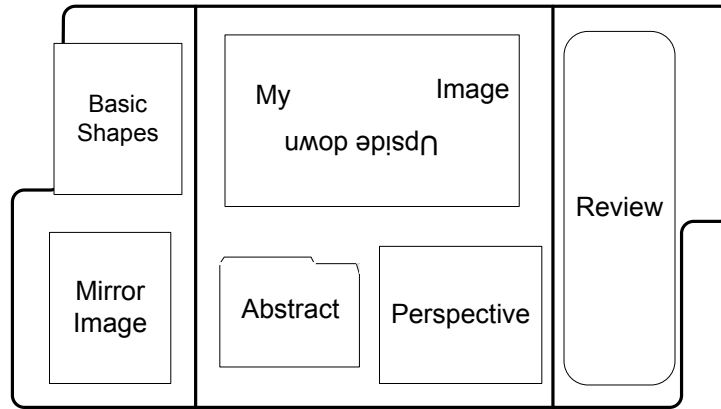 Basic
Shapes
My
Image
Upside down
Review
Mirror
Image
Abstract
Perspective